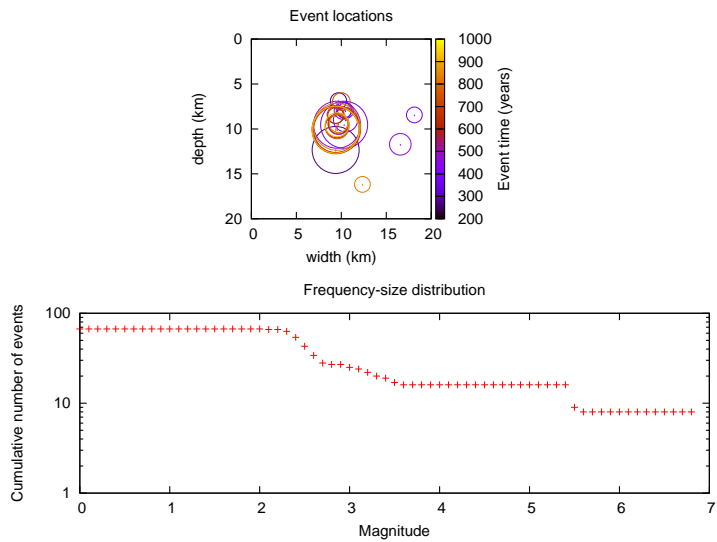 Event locations
0
5
10
15
20
depth (km)
0 5 10 15 20
width (km)
1000
900
800
700
600
500
400
300
200
Event time (years)
Frequency-size distribution
100
10
1
Cumulative number of events
0 1 2 3 4 5 6 7
Magnitude